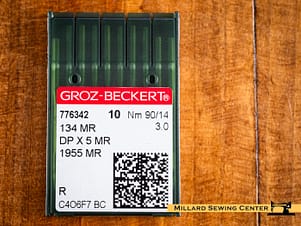 GROZ-BECKERT®
776342 10 Nm 90/14
134 MR 3.0
DP X 5 MR
1955 MR
R
C4O6F7 BC
MILLARD SEWING CENTER